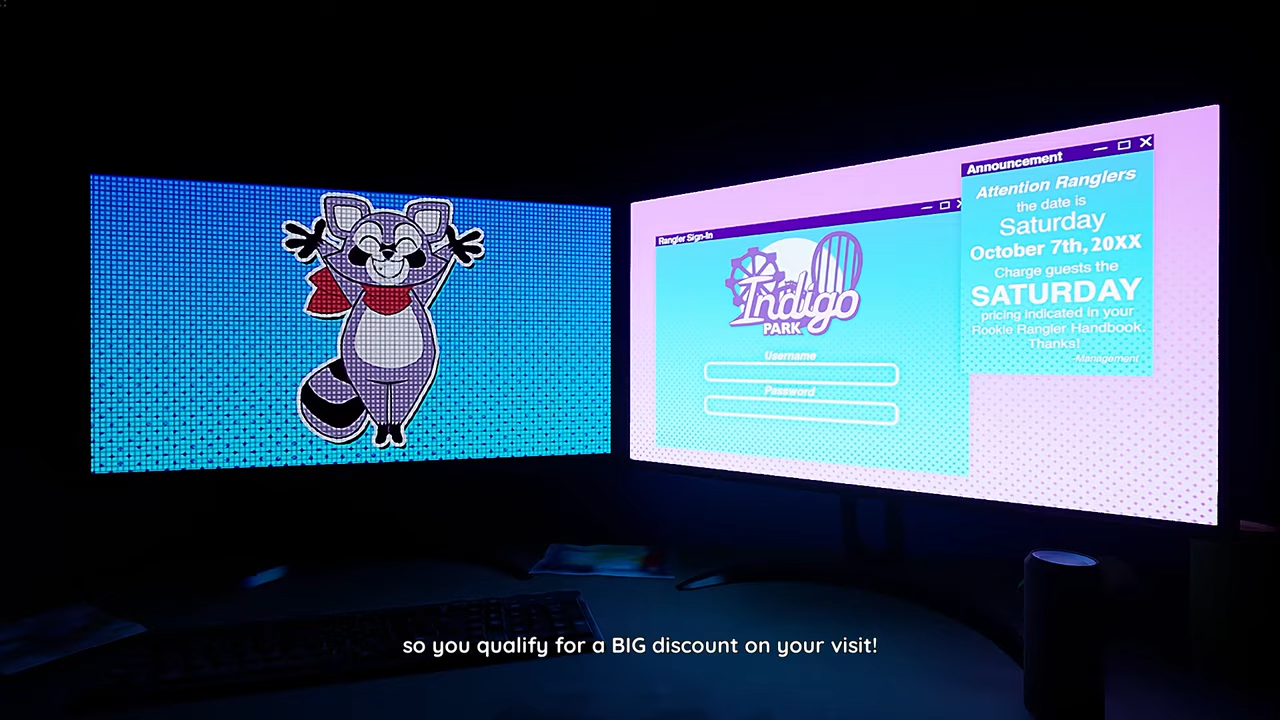 Rangler Sign-In
Indigo
PARK
Username
Password
Announcement
Attention Ranglers
the date is
Saturday
October 7th, 20XX
Charge guests the
SATURDAY
pricing indicated in your
Rookie Rangler Handbook.
Thanks!
-Management
so you qualify for a BIG discount on your visit!